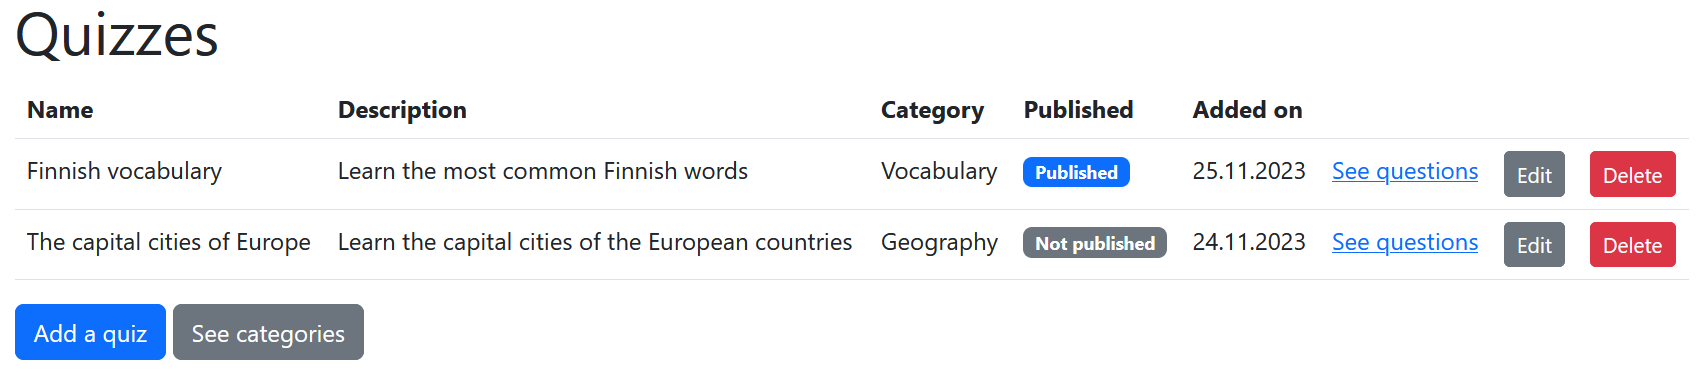 Quizzes
Name Description Category Published Added on
Finnish vocabulary Learn the most common Finnish words Vocabulary Published 25.11.2023 See questions Edit Delete
The capital cities of Europe Learn the capital cities of the European countries Geography Not published 24.11.2023 See questions Edit Delete
Add a quiz See categories